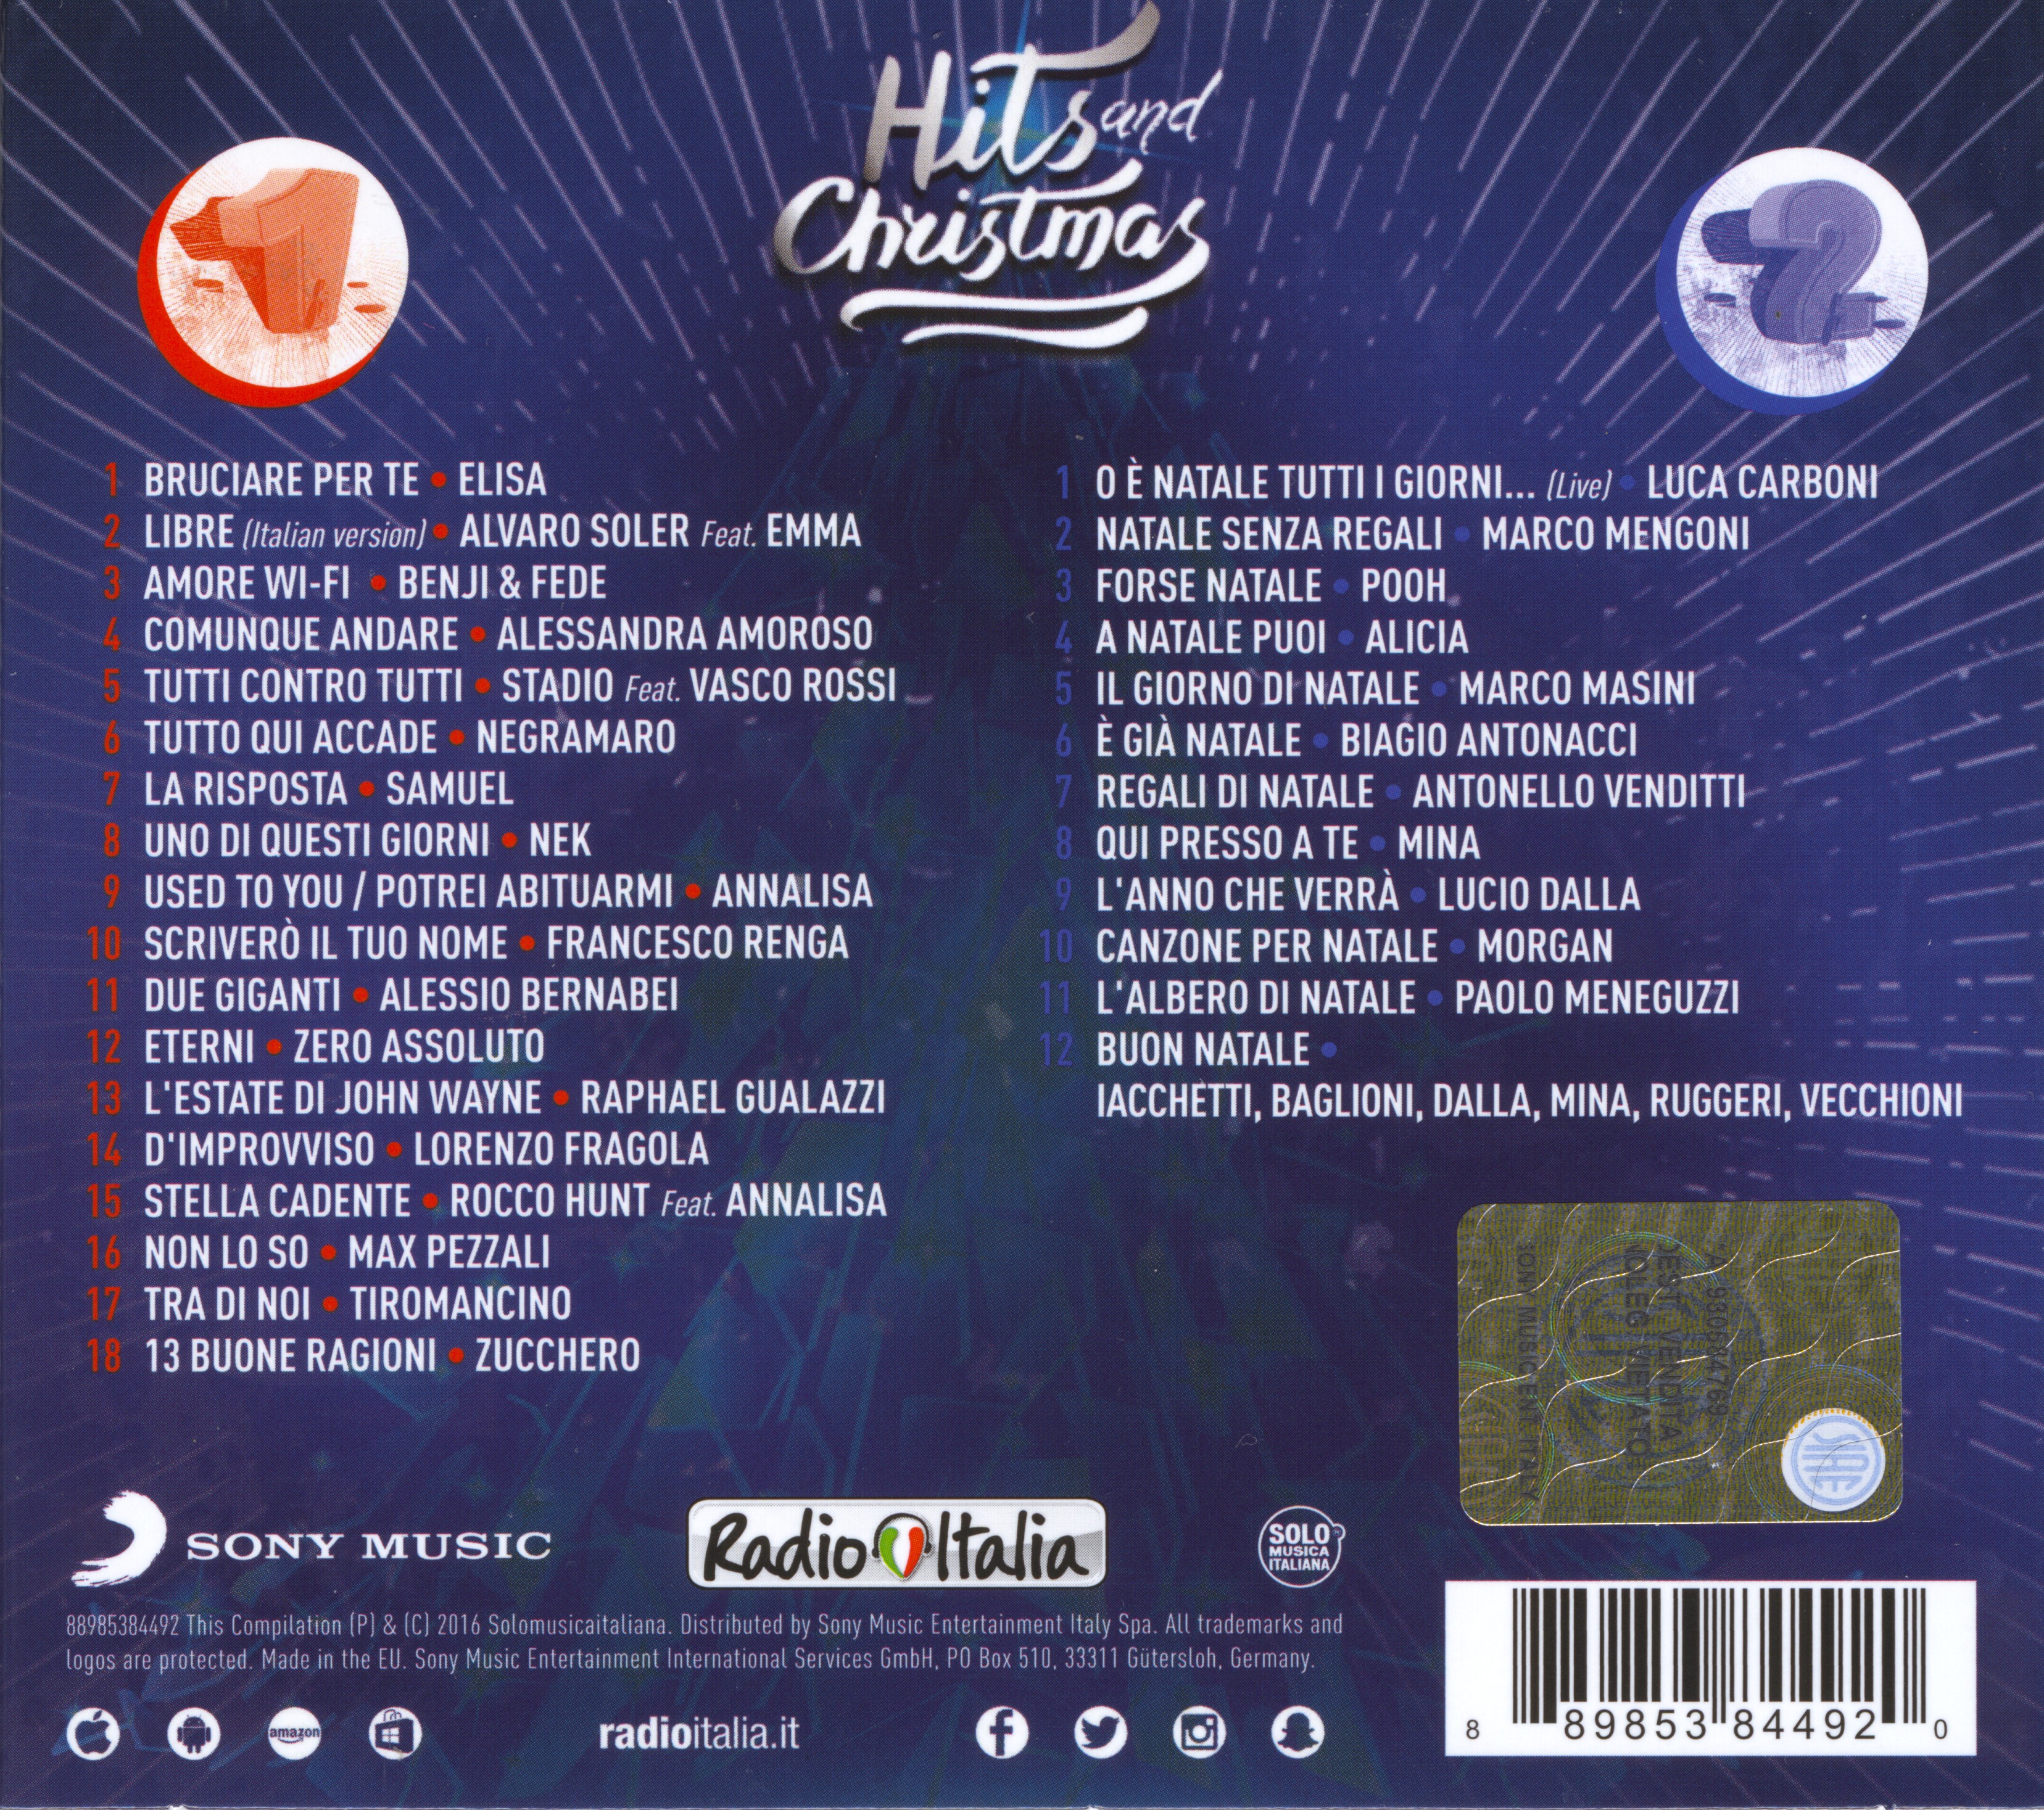 Hits and
Christmas
1
2
1 BRUCIARE PER TE • ELISA
2 LIBRE (Italian version) • ALVARO SOLER Feat. EMMA
3 AMORE WI-FI • BENJI & FEDE
4 COMUNQUE ANDARE • ALESSANDRA AMOROSO
5 TUTTI CONTRO TUTTI • STADIO Feat. VASCO ROSSI
6 TUTTO QUI ACCADE • NEGRAMARO
7 LA RISPOSTA • SAMUEL
8 UNO DI QUESTI GIORNI • NEK
9 USED TO YOU / POTREI ABITUARMI • ANNALISA
10 SCRIVERÒ IL TUO NOME • FRANCESCO RENGA
11 DUE GIGANTI • ALESSIO BERNABEI
12 ETERNI • ZERO ASSOLUTO
13 L'ESTATE DI JOHN WAYNE • RAPHAEL GUALAZZI
14 D'IMPROVVISO • LORENZO FRAGOLA
15 STELLA CADENTE • ROCCO HUNT Feat. ANNALISA
16 NON LO SO • MAX PEZZALI
17 TRA DI NOI • TIROMANCINO
18 13 BUONE RAGIONI • ZUCCHERO
1 O È NATALE TUTTI I GIORNI... (Live) • LUCA CARBONI
2 NATALE SENZA REGALI • MARCO MENGONI
3 FORSE NATALE • POOH
4 A NATALE PUOI • ALICIA
5 IL GIORNO DI NATALE • MARCO MASINI
6 È GIÀ NATALE • BIAGIO ANTONACCI
7 REGALI DI NATALE • ANTONELLO VENDITTI
8 QUI PRESSO A TE • MINA
9 L'ANNO CHE VERRÀ • LUCIO DALLA
10 CANZONE PER NATALE • MORGAN
11 L'ALBERO DI NATALE • PAOLO MENEGUZZI
12 BUON NATALE •
IACCHETTI, BAGLIONI, DALLA, MINA, RUGGERI, VECCHIONI
VENDITA
VIETATO
SONY MUSIC ENT. ITALY
SIAE
SONY MUSIC
Radio Italia
SOLO
MUSICA
ITALIANA
88985384492 This Compilation (P) & (C) 2016 Solomusicaitaliana. Distributed by Sony Music Entertainment Italy Spa. All trademarks and
logos are protected. Made in the EU. Sony Music Entertainment International Services GmbH, PO Box 510, 33311 Gütersloh, Germany.
amazon
radioitalia.it
8 89853 84492 0